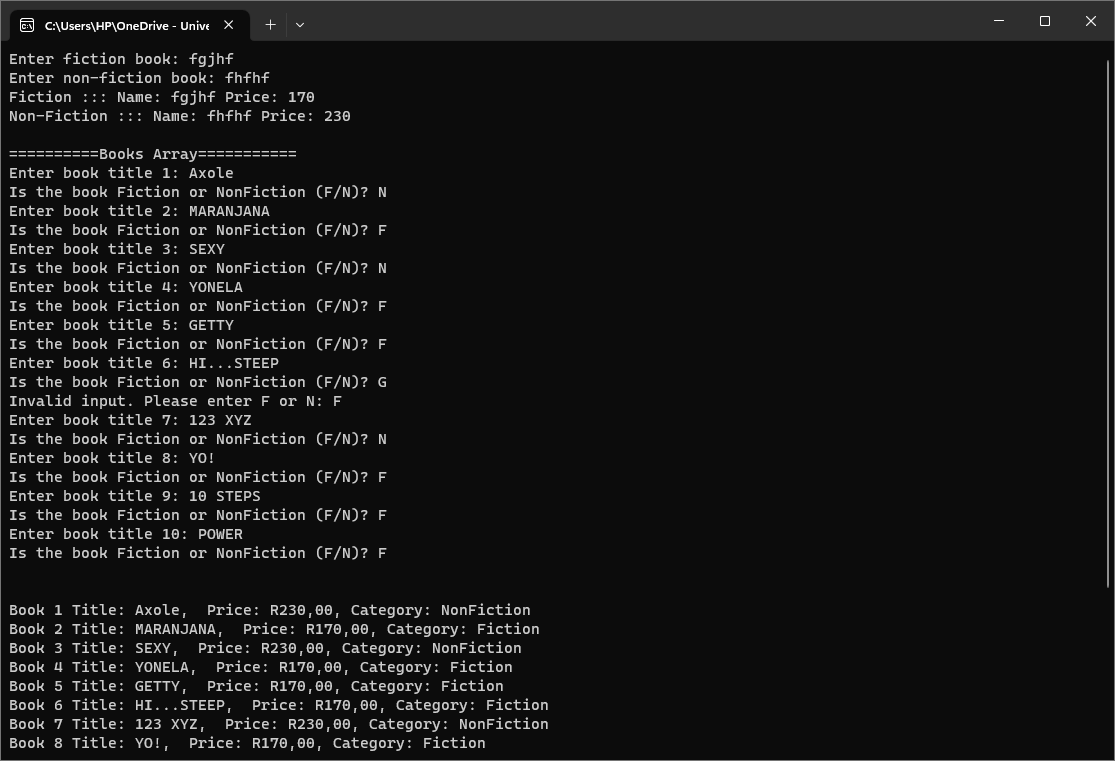 C:\Users\HP\OneDrive - Unive
Enter fiction book: fgjhf
Enter non-fiction book: fhfhf
Fiction ::: Name: fgjhf Price: 170
Non-Fiction ::: Name: fhfhf Price: 230
==========Books Array===========
Enter book title 1: Axole
Is the book Fiction or NonFiction (F/N)? N
Enter book title 2: MARANJANA
Is the book Fiction or NonFiction (F/N)? F
Enter book title 3: SEXY
Is the book Fiction or NonFiction (F/N)? N
Enter book title 4: YONELA
Is the book Fiction or NonFiction (F/N)? F
Enter book title 5: GETTY
Is the book Fiction or NonFiction (F/N)? F
Enter book title 6: HI...STEEP
Is the book Fiction or NonFiction (F/N)? G
Invalid input. Please enter F or N: F
Enter book title 7: 123 XYZ
Is the book Fiction or NonFiction (F/N)? N
Enter book title 8: YO!
Is the book Fiction or NonFiction (F/N)? F
Enter book title 9: 10 STEPS
Is the book Fiction or NonFiction (F/N)? F
Enter book title 10: POWER
Is the book Fiction or NonFiction (F/N)? F
Book 1 Title: Axole,  Price: R230,00, Category: NonFiction
Book 2 Title: MARANJANA,  Price: R170,00, Category: Fiction
Book 3 Title: SEXY,  Price: R230,00, Category: NonFiction
Book 4 Title: YONELA,  Price: R170,00, Category: Fiction
Book 5 Title: GETTY,  Price: R170,00, Category: Fiction
Book 6 Title: HI...STEEP,  Price: R170,00, Category: Fiction
Book 7 Title: 123 XYZ,  Price: R230,00, Category: NonFiction
Book 8 Title: YO!,  Price: R170,00, Category: Fiction